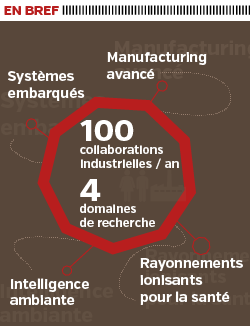 EN BREF
Manufacturing
avancé
Systèmes
embarqués
100
collaborations
industrielles / an
4
domaines
de recherche
Rayonnements
ionisants
pour la santé
Intelligence
ambiante